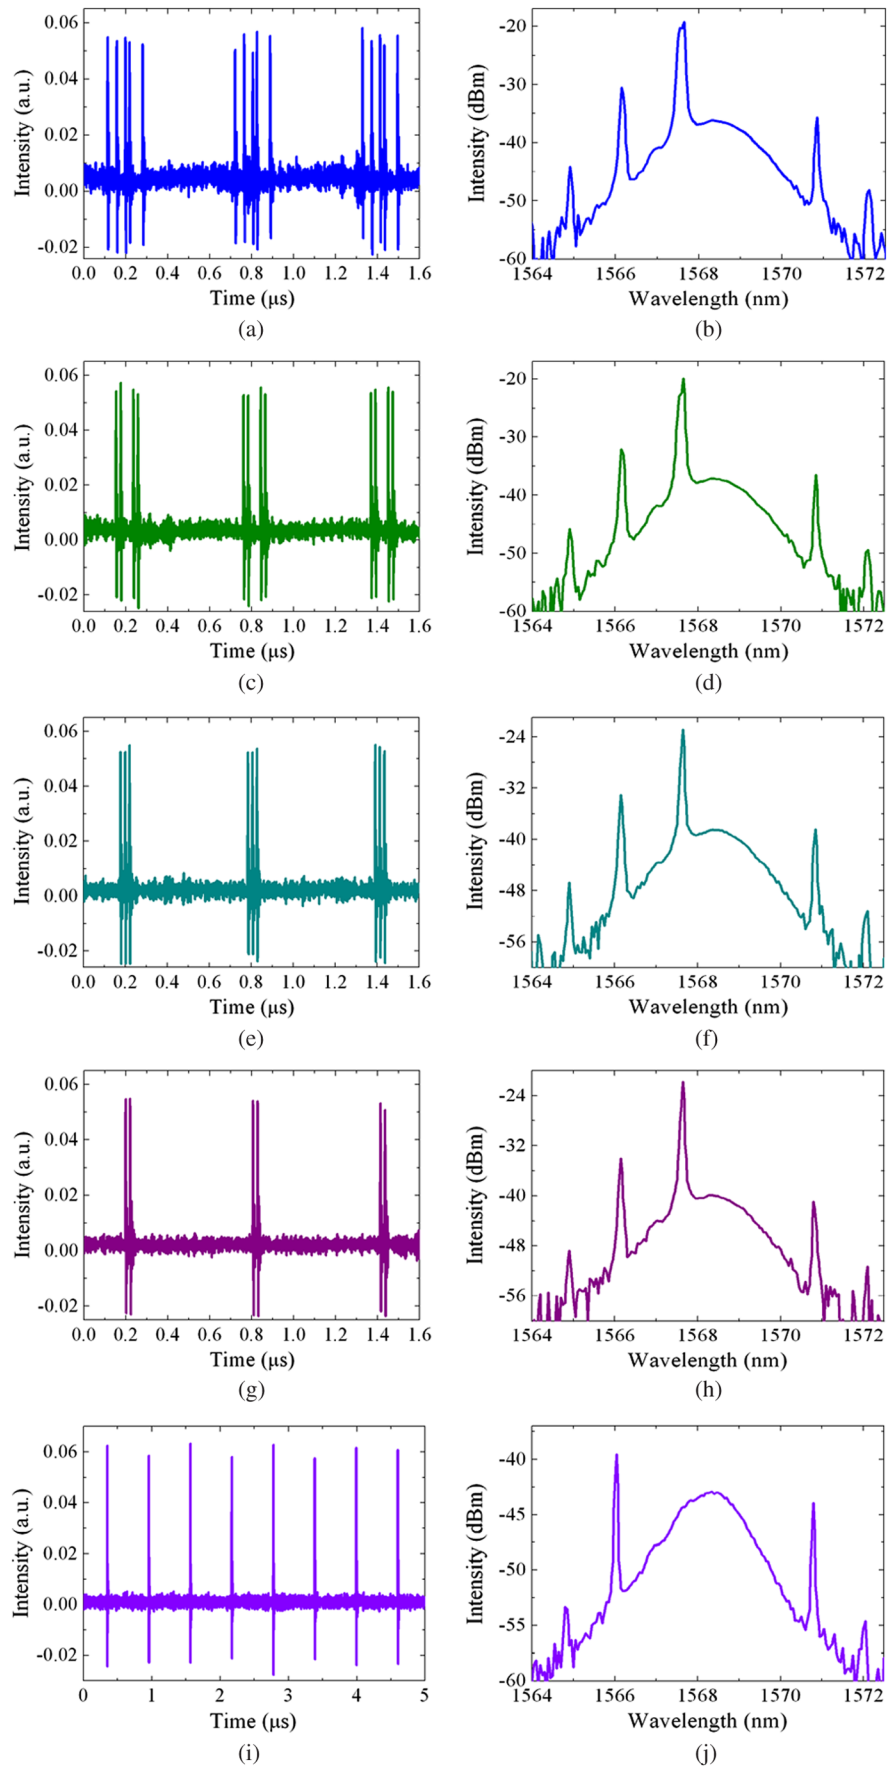 0.06
0.04
0.02
0.00
-0.02
Intensity (a.u.)
0.0 0.2 0.4 0.6 0.8 1.0 1.2 1.4 1.6
Time (μs)
(a)
-20
-30
-40
-50
-60
Intensity (dBm)
1564 1566 1568 1570 1572
Wavelength (nm)
(b)
0.06
0.04
0.02
0.00
-0.02
Intensity (a.u.)
0.0 0.2 0.4 0.6 0.8 1.0 1.2 1.4 1.6
Time (μs)
(c)
-20
-30
-40
-50
-60
Intensity (dBm)
1564 1566 1568 1570 1572
Wavelength (nm)
(d)
0.06
0.04
0.02
0.00
-0.02
Intensity (a.u.)
0.0 0.2 0.4 0.6 0.8 1.0 1.2 1.4 1.6
Time (μs)
(e)
-24
-32
-40
-48
-56
Intensity (dBm)
1564 1566 1568 1570 1572
Wavelength (nm)
(f)
0.06
0.04
0.02
0.00
-0.02
Intensity (a.u.)
0.0 0.2 0.4 0.6 0.8 1.0 1.2 1.4 1.6
Time (μs)
(g)
-24
-32
-40
-48
-56
Intensity (dBm)
1564 1566 1568 1570 1572
Wavelength (nm)
(h)
0.06
0.04
0.02
0.00
-0.02
Intensity (a.u.)
0 1 2 3 4 5
Time (μs)
(i)
-40
-45
-50
-55
-60
Intensity (dBm)
1564 1566 1568 1570 1572
Wavelength (nm)
(j)